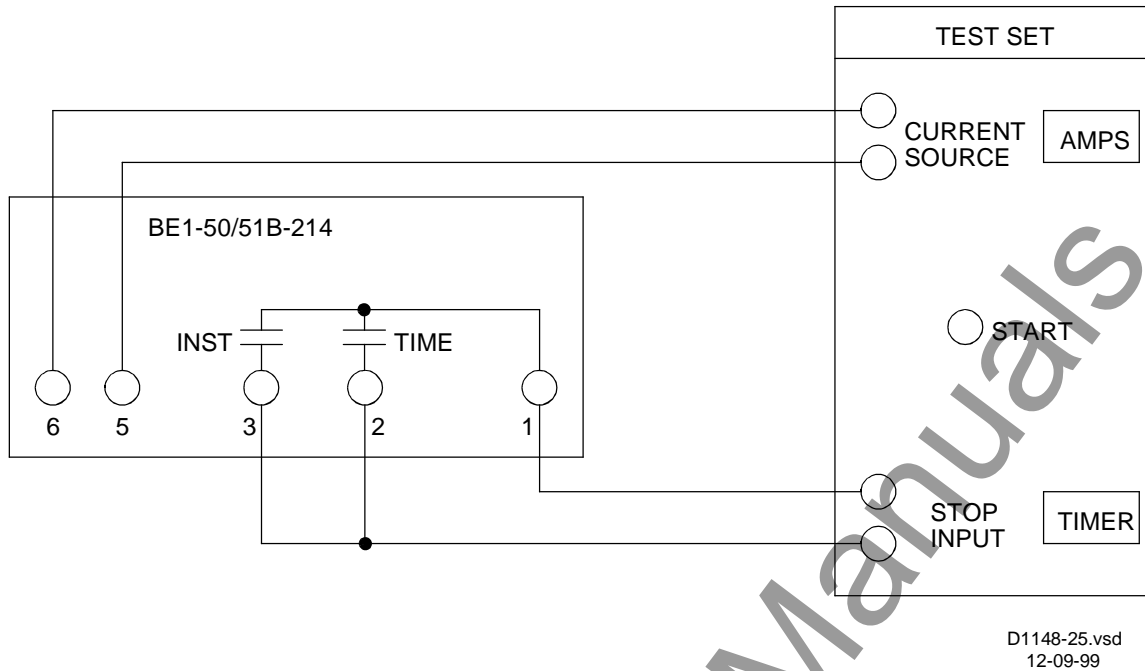 TEST SET
CURRENT
SOURCE
AMPS
BE1-50/51B-214
INST
TIME
START
6
5
3
2
1
STOP
INPUT
TIMER
D1148-25.vsd
12-09-99
Manuals